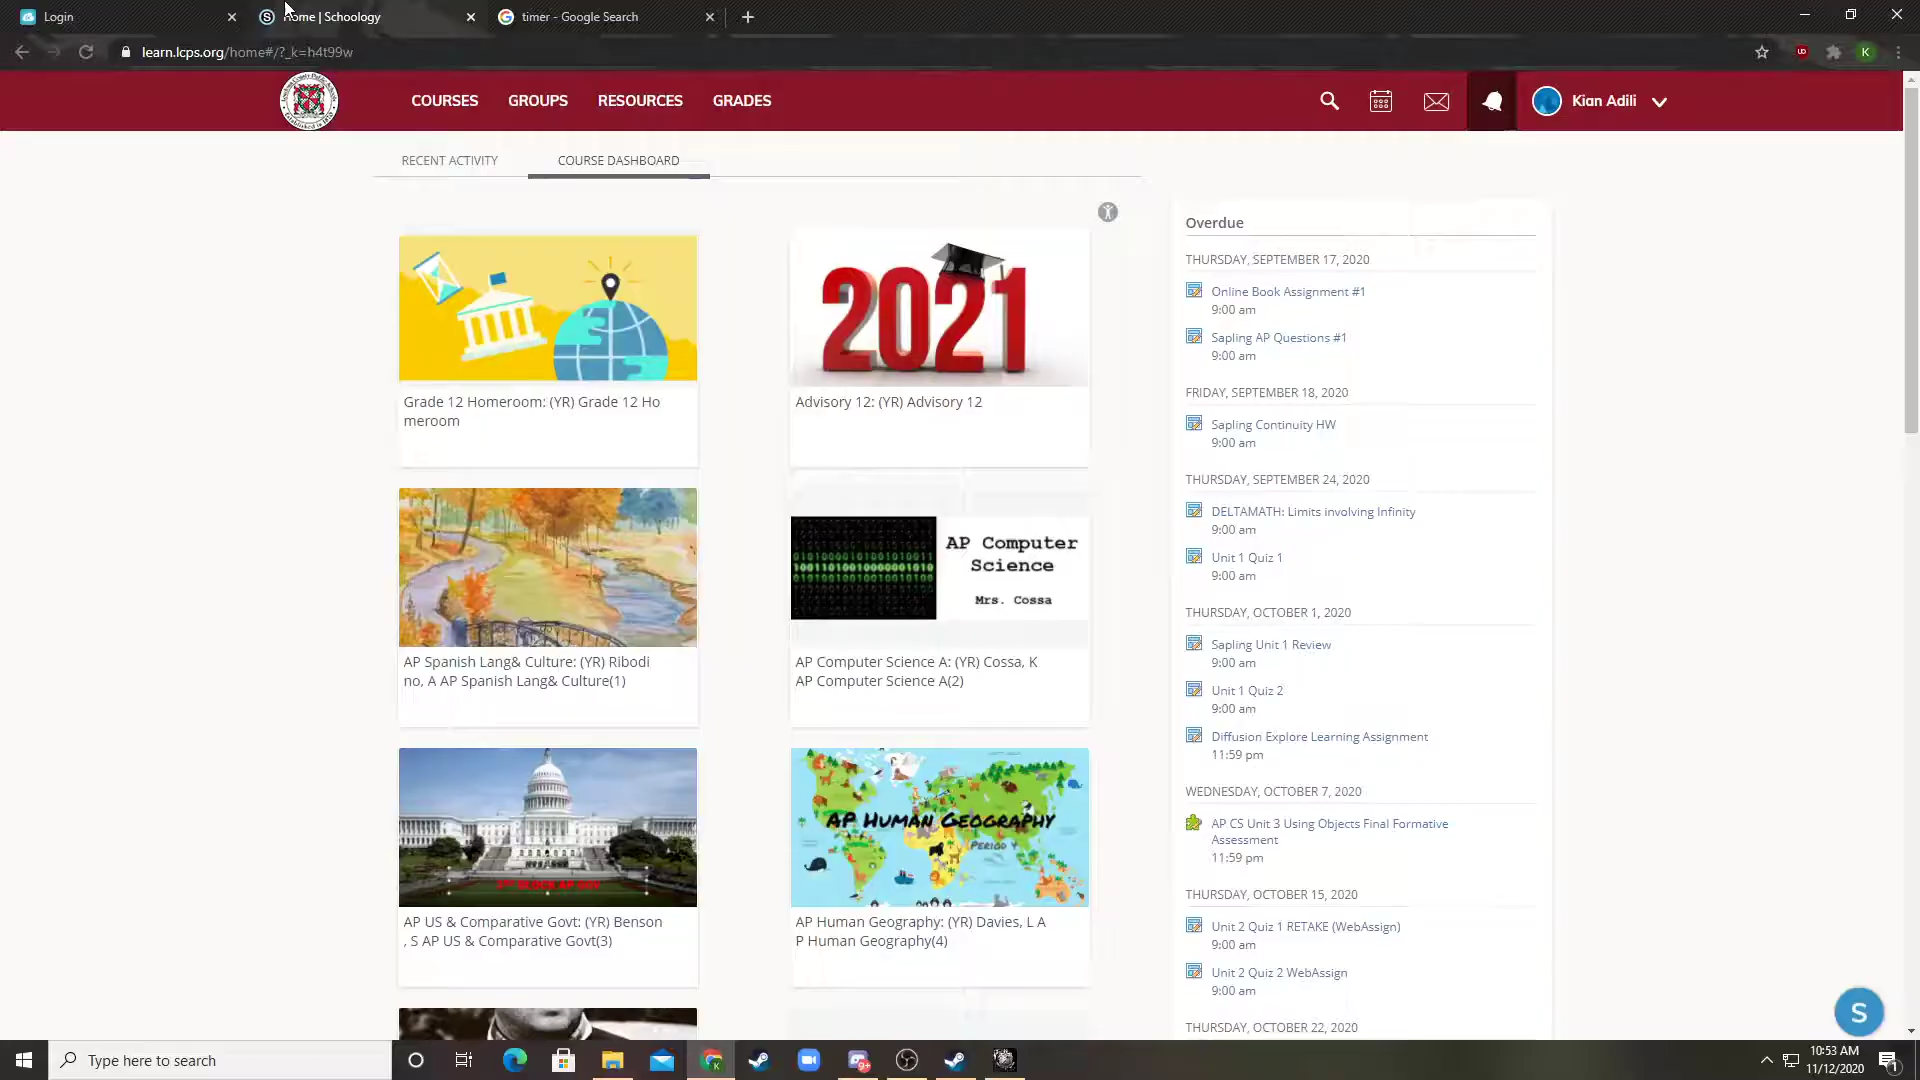 Login
Home | Schoology
timer - Google Search
learn.lcps.org/home#/?_k=h4t99w
K
COURSES
GROUPS
RESOURCES
GRADES
Kian Adili
RECENT ACTIVITY
COURSE DASHBOARD
Grade 12 Homeroom: (YR) Grade 12 Ho
meroom
2021
Advisory 12: (YR) Advisory 12
AP Spanish Lang& Culture: (YR) Ribodi
no, A AP Spanish Lang& Culture(1)
AP Computer
Science
Mrs. Cossa
AP Computer Science A: (YR) Cossa, K
AP Computer Science A(2)
AP US & Comparative Govt: (YR) Benson
, S AP US & Comparative Govt(3)
AP HUMAN GEOGRAPHY
PERIOD 4
AP Human Geography: (YR) Davies, L A
P Human Geography(4)
Overdue
THURSDAY, SEPTEMBER 17, 2020
Online Book Assignment #1
9:00 am
Sapling AP Questions #1
9:00 am
FRIDAY, SEPTEMBER 18, 2020
Sapling Continuity HW
9:00 am
THURSDAY, SEPTEMBER 24, 2020
DELTAMATH: Limits involving Infinity
9:00 am
Unit 1 Quiz 1
9:00 am
THURSDAY, OCTOBER 1, 2020
Sapling Unit 1 Review
9:00 am
Unit 1 Quiz 2
9:00 am
Diffusion Explore Learning Assignment
11:59 pm
WEDNESDAY, OCTOBER 7, 2020
AP CS Unit 3 Using Objects Final Formative
Assessment
11:59 pm
THURSDAY, OCTOBER 15, 2020
Unit 2 Quiz 1 RETAKE (WebAssign)
9:00 am
Unit 2 Quiz 2 WebAssign
9:00 am
THURSDAY, OCTOBER 22, 2020
S
Type here to search
10:53 AM
11/12/2020